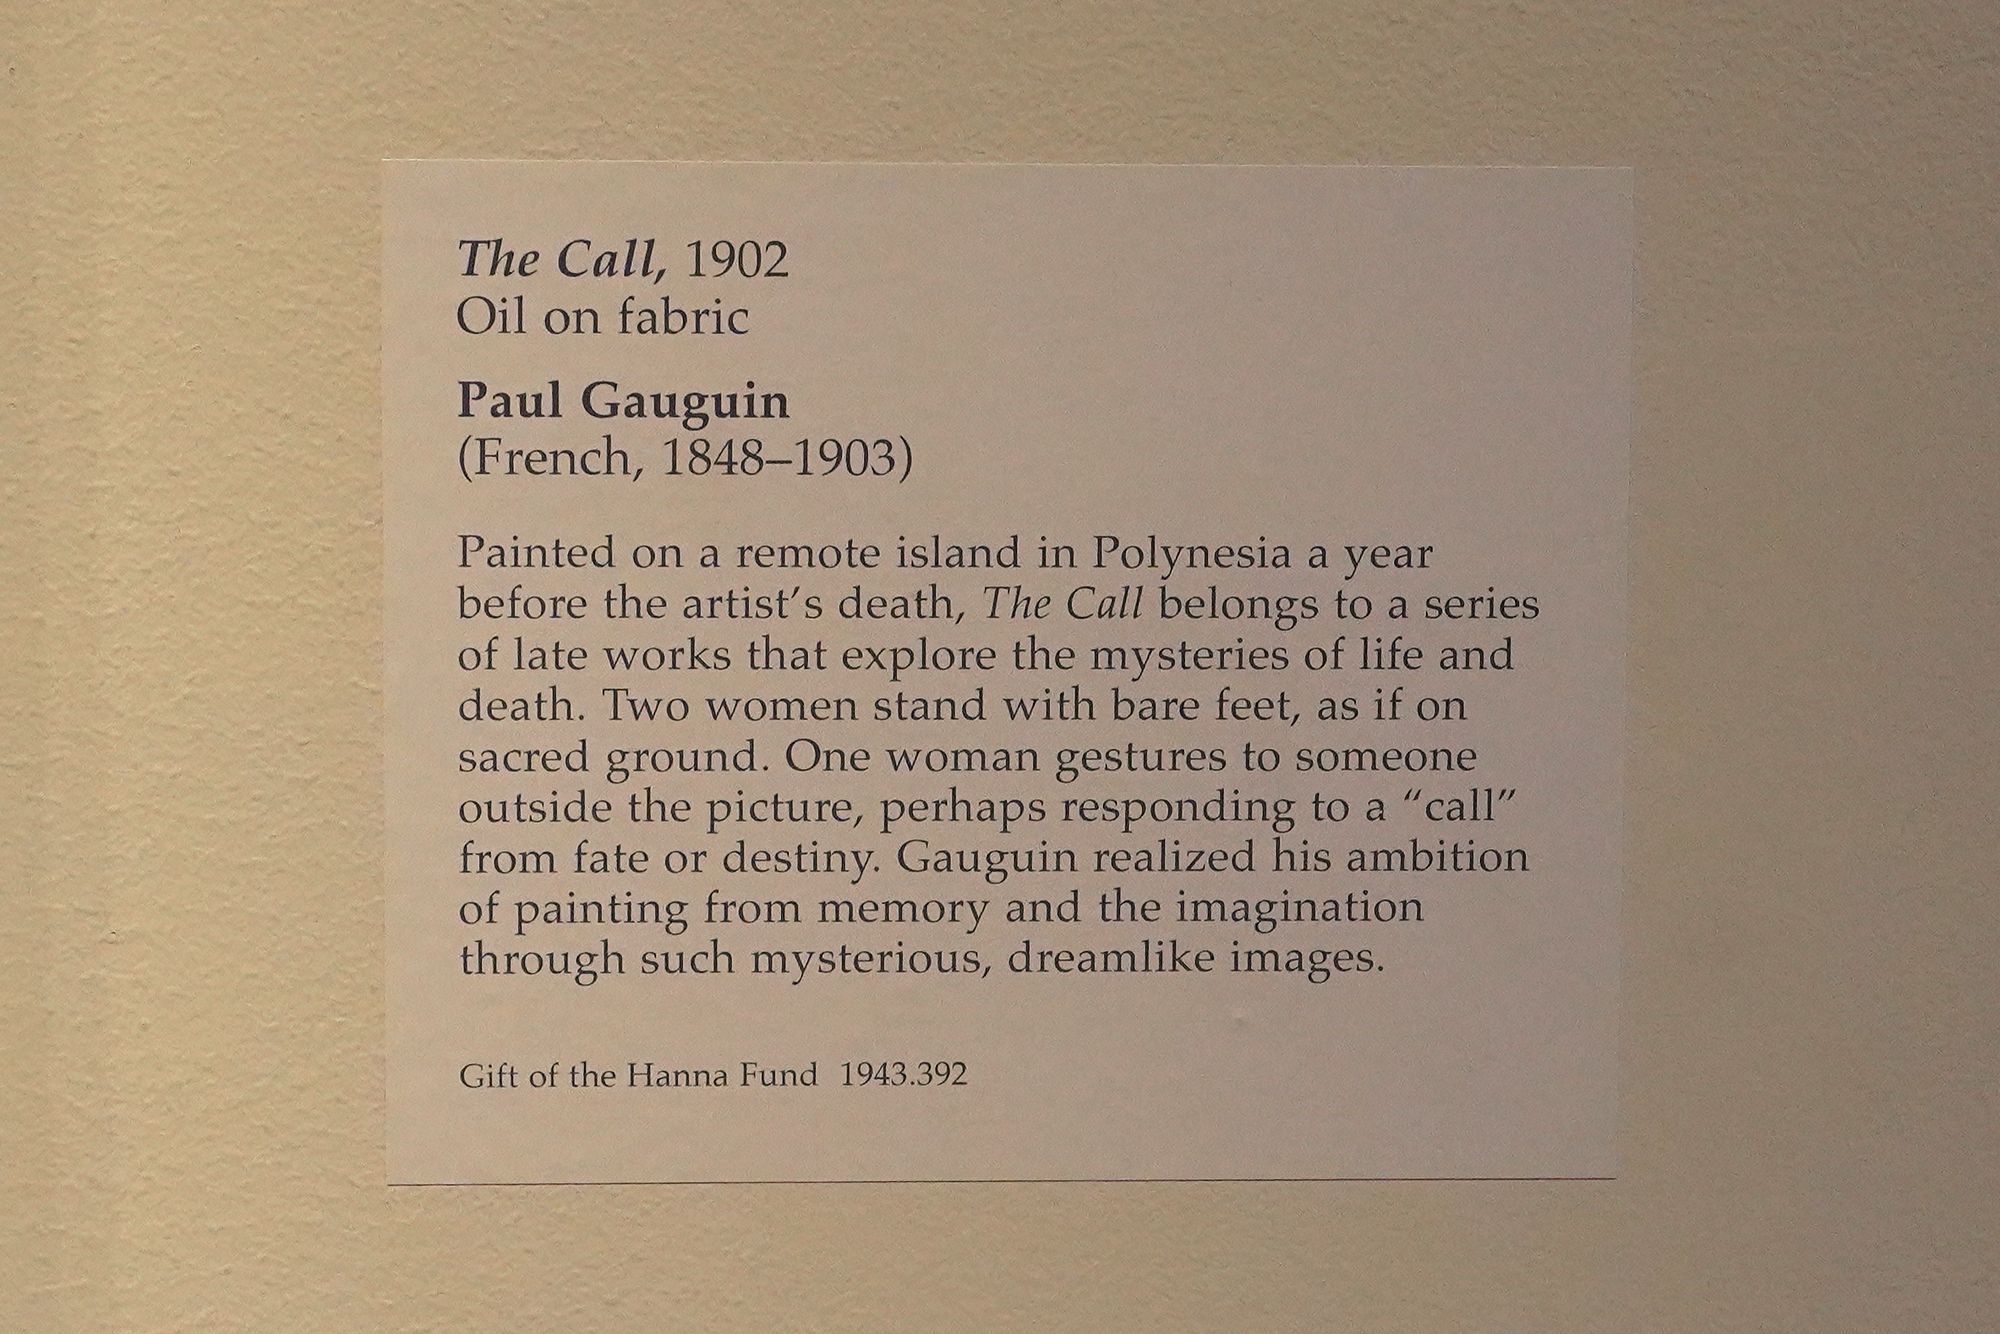 The Call, 1902
Oil on fabric
Paul Gauguin
(French, 1848–1903)
Painted on a remote island in Polynesia a year
before the artist’s death, The Call belongs to a series
of late works that explore the mysteries of life and
death. Two women stand with bare feet, as if on
sacred ground. One woman gestures to someone
outside the picture, perhaps responding to a “call”
from fate or destiny. Gauguin realized his ambition
of painting from memory and the imagination
through such mysterious, dreamlike images.
Gift of the Hanna Fund 1943.392